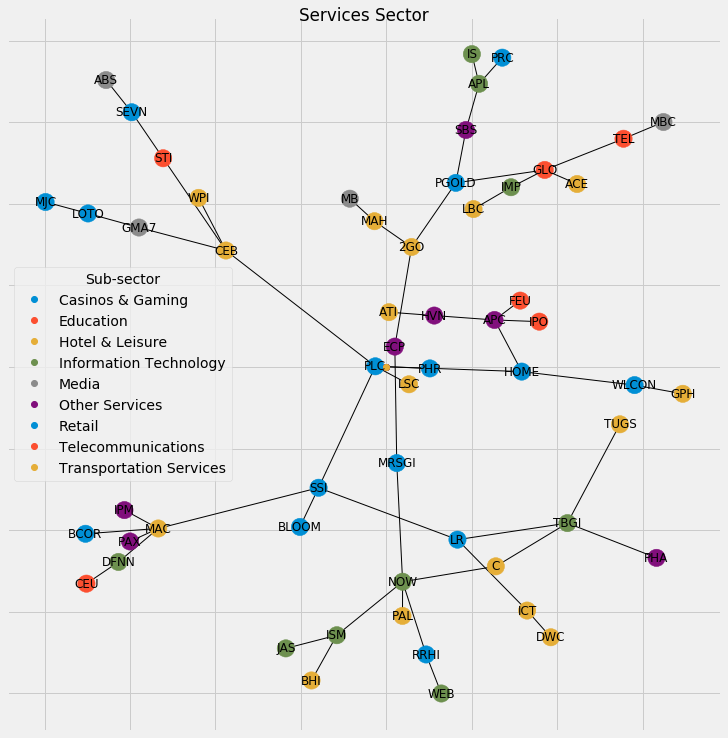 Services Sector
IS
PRC
ABS
APL
SEVN
MBC
SBS
TEL
STI
GLO
PGOLD
ACE
IMP
WPI
MB
MJC
LBC
LOTO
MAH
GMA7
2GO
CEB
Sub-sector
Casinos & Gaming
Education
Hotel & Leisure
Information Technology
Media
Other Services
Retail
Telecommunications
Transportation Services
FEU
ATI
HVN
APC
IPO
ECP
PLC
PHR
HOME
LSC
WLCON
GPH
TUGS
MRSGI
SSI
IPM
BLOOM
TBGI
MAC
BCOR
PAX
LR
PHA
DFNN
C
CEU
NOW
ICT
PAL
ISM
DWC
JAS
RRHI
BHI
WEB